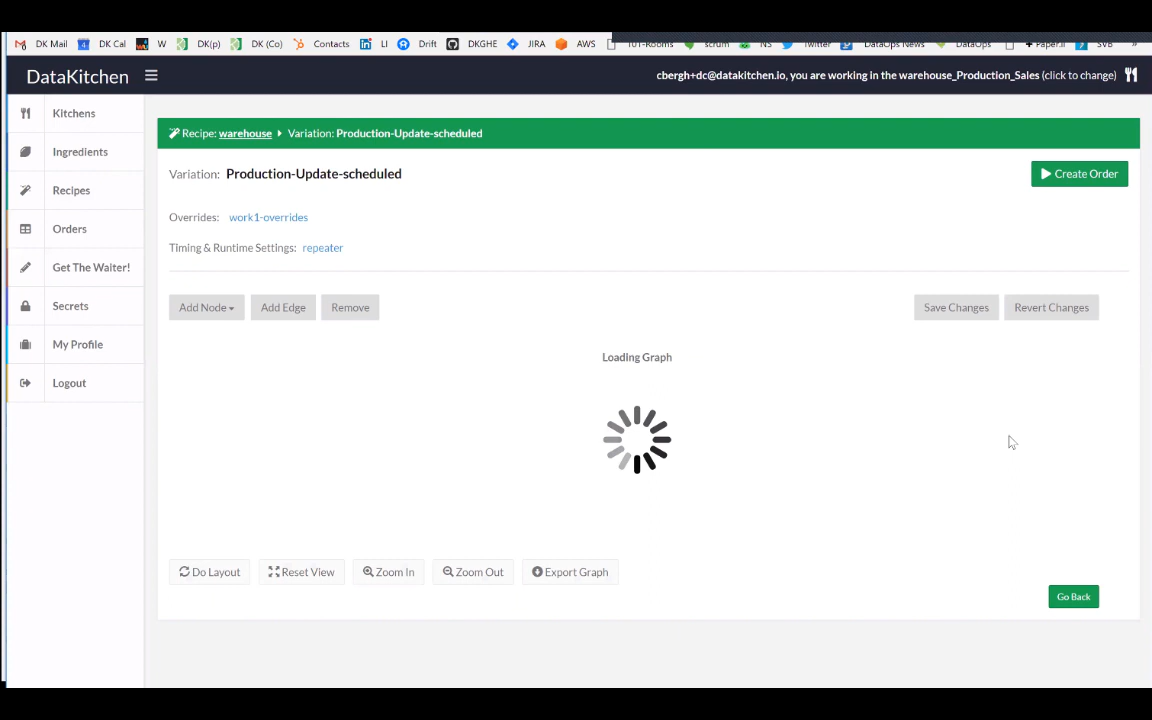 DK Mail DK Cal W DK(p) DK (Co) Contacts LI Drift DKGHE JIRA AWS 101-Rooms scrum NS Twitter DataOps News DataOps Paper.li SVB »
DataKitchen cbergh+dc@datakitchen.io, you are working in the warehouse_Production_Sales (click to change)
Kitchens
Ingredients
Recipes
Orders
Get The Waiter!
Secrets
My Profile
Logout
Recipe: warehouse Variation: Production-Update-scheduled
Variation: Production-Update-scheduled Create Order
Overrides: work1-overrides
Timing & Runtime Settings: repeater
Add Node Add Edge Remove Save Changes Revert Changes
Loading Graph
Do Layout Reset View Zoom In Zoom Out Export Graph
Go Back